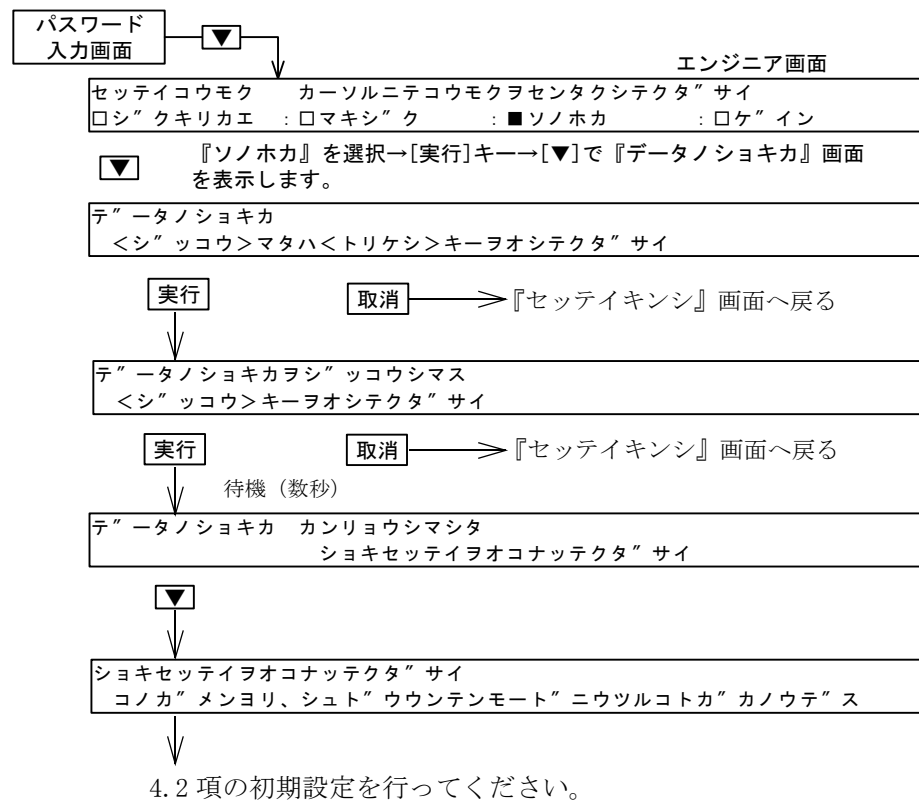 パスワード
入力画面
▼
エンジニア画面
セッテイコウモク　カーソルニテコウモクヲセンタクシテクタ゛サイ
□シ゛クキリカエ　:□マキシ゛ク　:■ソノホカ　:□ケ゛イン
▼　『ソノホカ』を選択→[実行]キー→[▼]で『データノショキカ』画面
を表示します。
テ゛ータノショキカ
＜シ゛ッコウ＞マタハ＜トリケシ＞キーヲオシテクタ゛サイ
実行　取消　『セッテイキンシ』画面へ戻る
テ゛ータノショキカヲシ゛ッコウシマス
＜シ゛ッコウ＞キーヲオシテクタ゛サイ
実行　取消　『セッテイキンシ』画面へ戻る
待機（数秒）
テ゛ータノショキカ　カンリョウシマシタ
ショキセッテイヲオコナッテクタ゛サイ
▼
ショキセッテイヲオコナッテクタ゛サイ
コノカ゛メンヨリ、シュト゛ウウンテンモート゛ニウツルコトカ゛カノウテ゛ス
4.2 項の初期設定を行ってください。